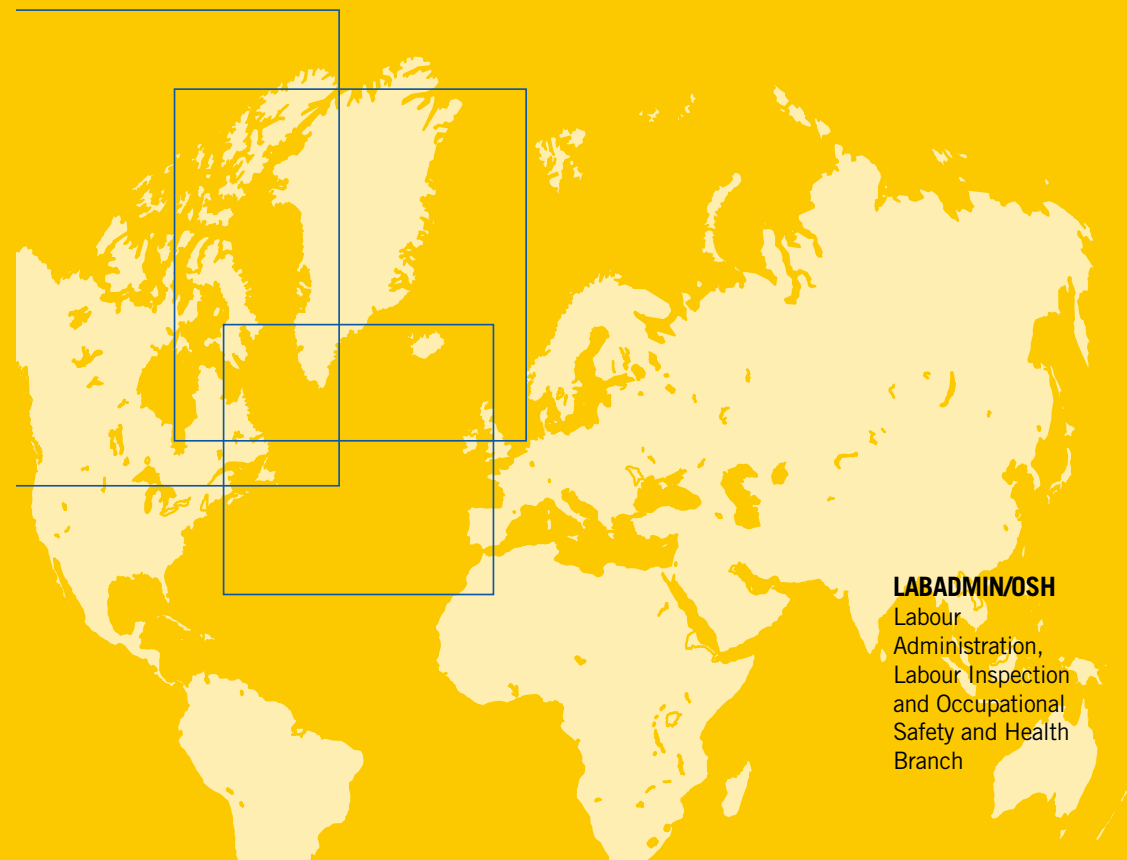 LABADMIN/OSH
Labour
Administration,
Labour Inspection
and Occupational
Safety and Health
Branch